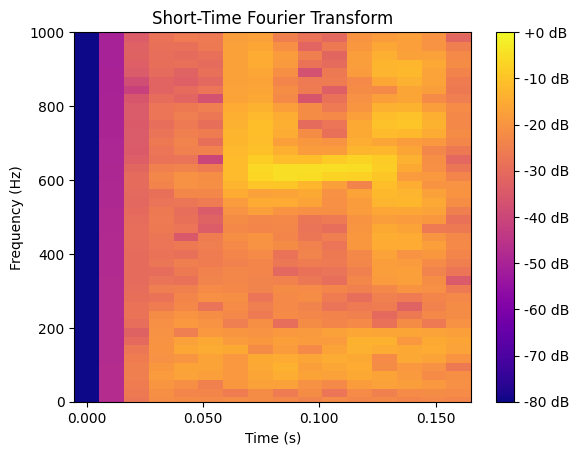 Short-Time Fourier Transform
Frequency (Hz)
1000
800
600
400
200
0
0.000
0.050
0.100
0.150
Time (s)
+0 dB
-10 dB
-20 dB
-30 dB
-40 dB
-50 dB
-60 dB
-70 dB
-80 dB